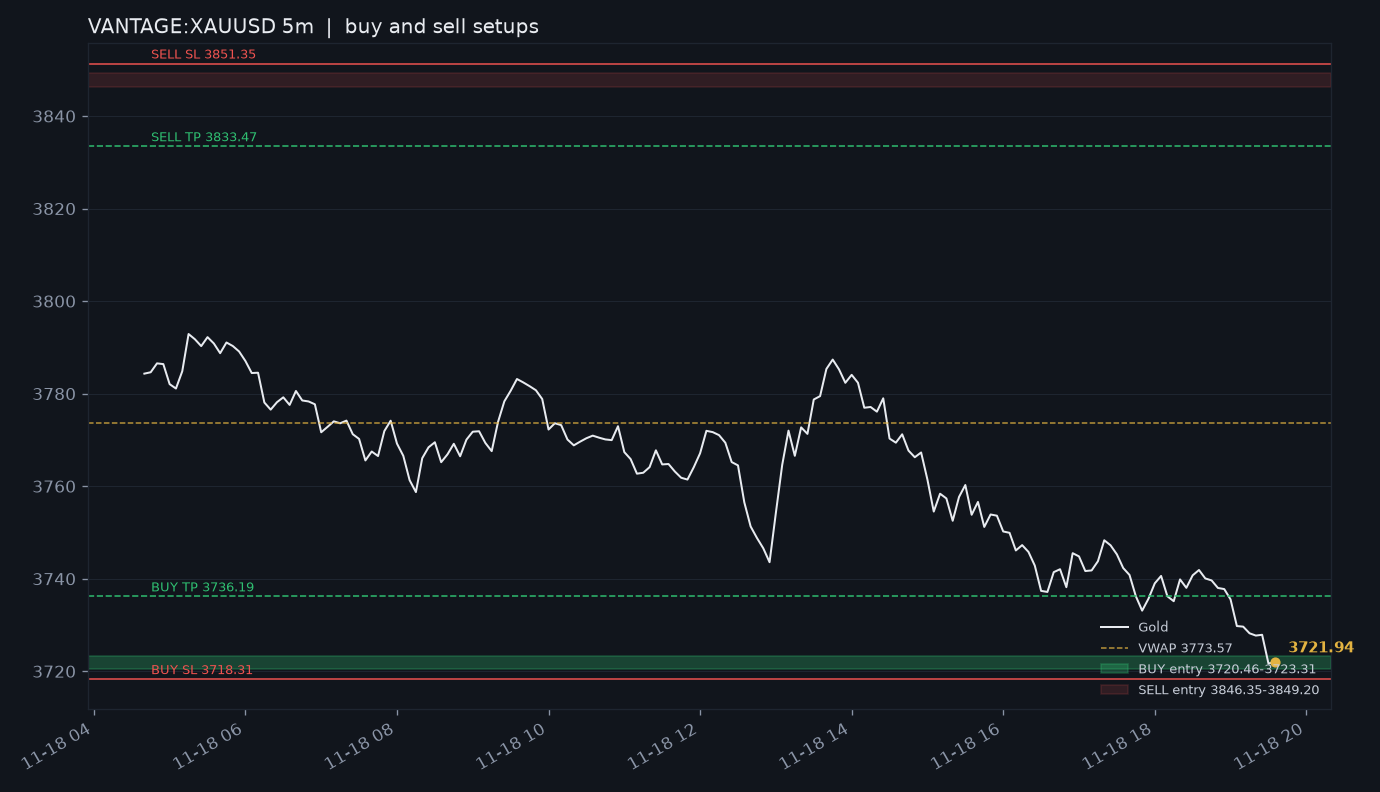 VANTAGE:XAUUSD 5m | buy and sell setups
SELL SL 3851.35
3840
SELL TP 3833.47
3820
3800
3780
3760
3740
BUY TP 3736.19
Gold
VWAP 3773.57
3721.94
BUY entry 3720.46-3723.31
3720
BUY SL 3718.31
SELL entry 3846.35-3849.20
11-18 04
11-18 06
11-18 08
11-18 10
11-18 12
11-18 14
11-18 16
11-18 18
11-18 20